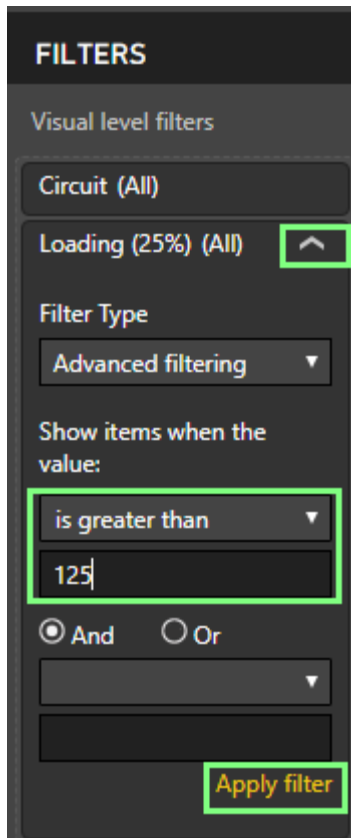 FILTERS
Visual level filters
Circuit (All)
Loading (25%) (All)
Filter Type
Advanced filtering
Show items when the
value:
is greater than
125
And Or
Apply filter